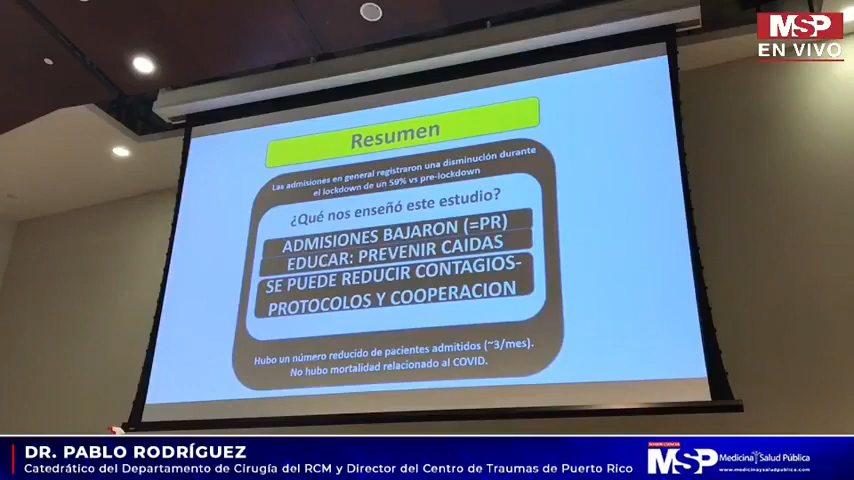 MSP
EN VIVO
Resumen
Las admisiones en general registraron una disminución durante
el lockdown de un 59% vs pre-lockdown
¿Qué nos enseñó este estudio?
ADMISIONES BAJARON (=PR)
EDUCAR: PREVENIR CAIDAS
SE PUEDE REDUCIR CONTAGIOS-
PROTOCOLOS Y COOPERACION
Hubo un número reducido de pacientes admitidos (~3/mes).
No hubo mortalidad relacionado al COVID.
DR. PABLO RODRÍGUEZ
Catedrático del Departamento de Cirugía del RCM y Director del Centro de Traumas de Puerto Rico
MSP Medicina y Salud Pública
www.medicinaysaludpublica.com